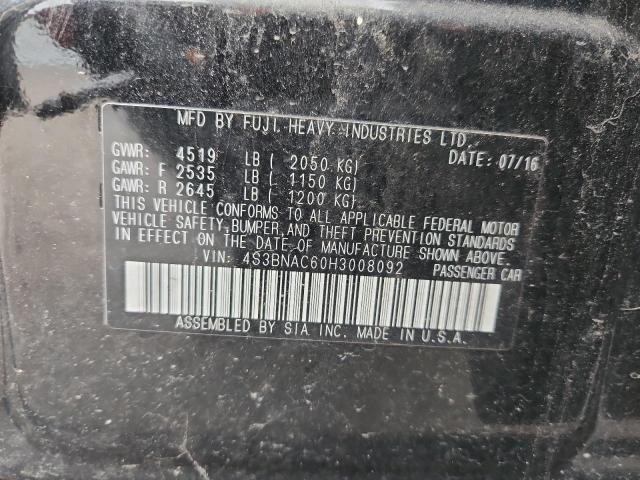 MFD BY FUJI HEAVY INDUSTRIES LTD.
GVWR: 4519 LB ( 2050 KG) DATE: 07/16
GAWR: F 2535 LB ( 1150 KG)
GAWR: R 2645 LB ( 1200 KG)
THIS VEHICLE CONFORMS TO ALL APPLICABLE FEDERAL MOTOR
VEHICLE SAFETY, BUMPER, AND THEFT PREVENTION STANDARDS
IN EFFECT ON THE DATE OF MANUFACTURE SHOWN ABOVE.
VIN: 4S3BNAC60H3008092 PASSENGER CAR
ASSEMBLED BY SIA INC. MADE IN U.S.A.